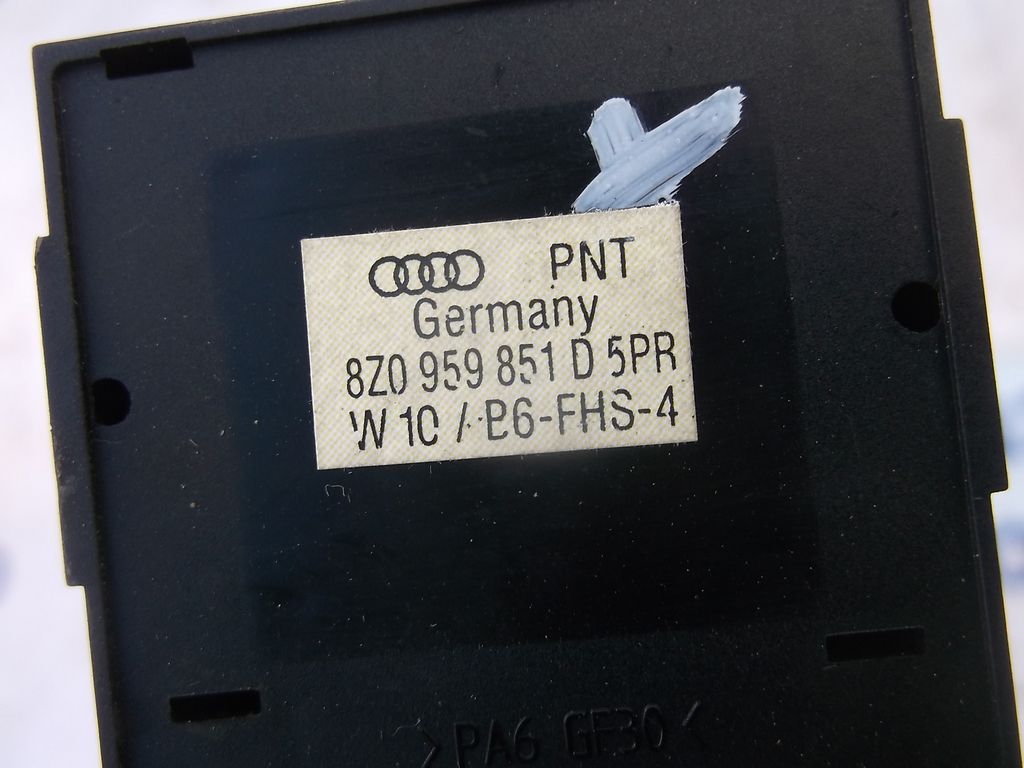 PNT
Germany
8Z0 959 851 D 5PR
W 10 / B6-FHS-4
>PA6 GF30<